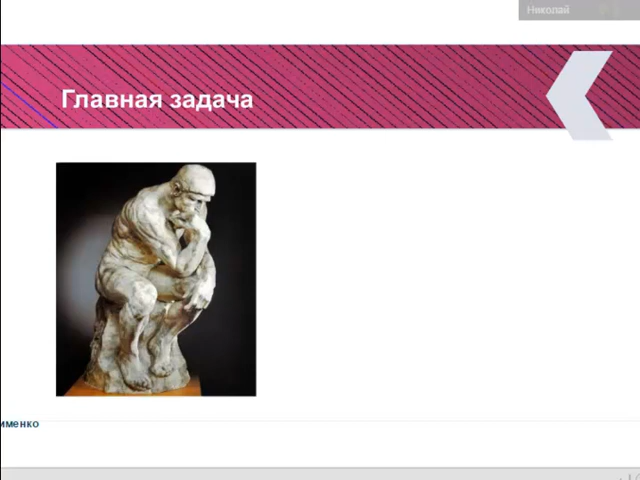 Николай
Главная задача
именко